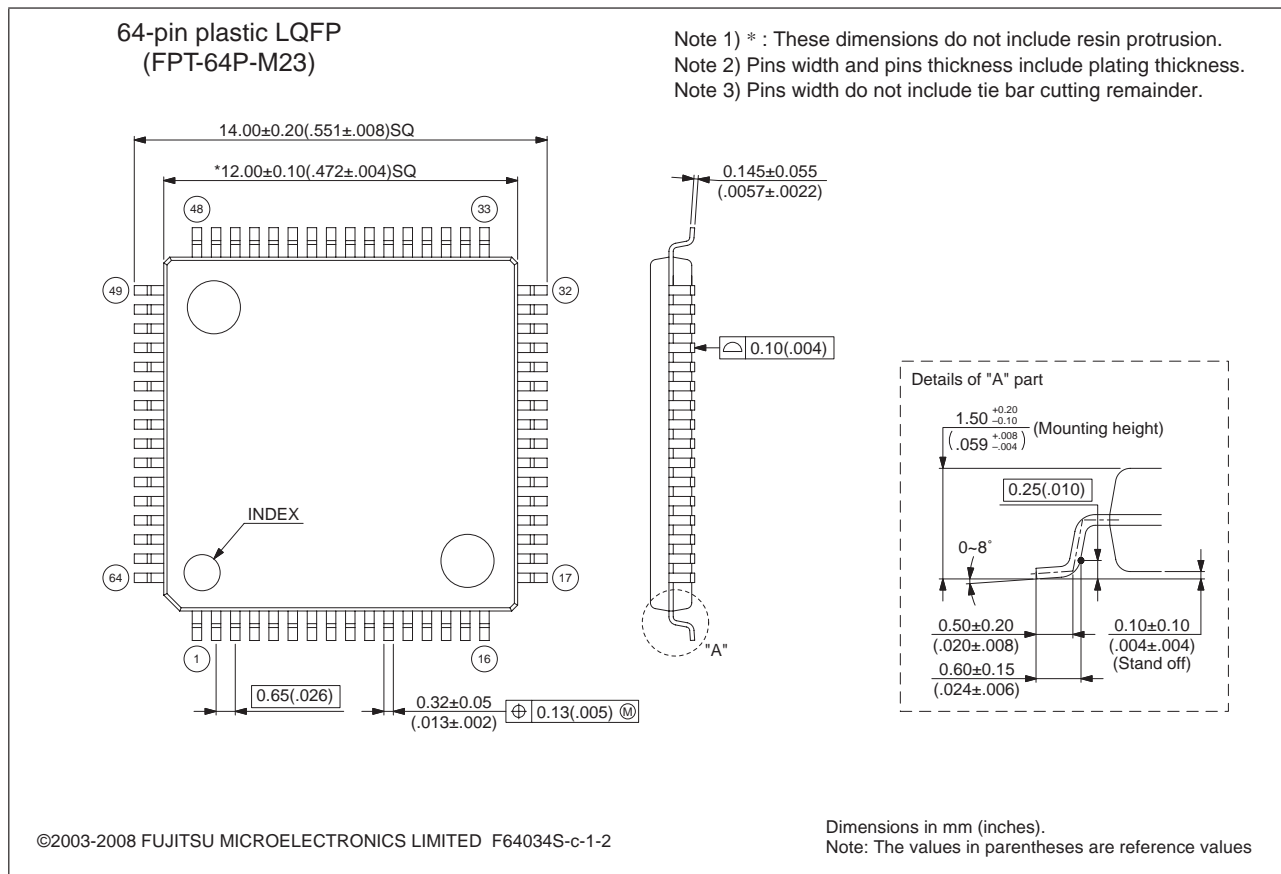 64-pin plastic LQFP
(FPT-64P-M23)
Note 1) * : These dimensions do not include resin protrusion.
Note 2) Pins width and pins thickness include plating thickness.
Note 3) Pins width do not include tie bar cutting remainder.
14.00±0.20(.551±.008)SQ
*12.00±0.10(.472±.004)SQ
0.145±0.055
(.0057±.0022)
48
33
49
32
0.10(.004)
Details of "A" part
1.50 +0.20 −0.10
(.059 +.008 −.004)
(Mounting height)
0.25(.010)
INDEX
0~8°
64
17
0.50±0.20
(.020±.008)
0.10±0.10
(.004±.004)
(Stand off)
0.60±0.15
(.024±.006)
"A"
1
16
0.65(.026)
0.32±0.05
(.013±.002)
⌖ 0.13(.005) Ⓜ
©2003-2008 FUJITSU MICROELECTRONICS LIMITED F64034S-c-1-2
Dimensions in mm (inches).
Note: The values in parentheses are reference values